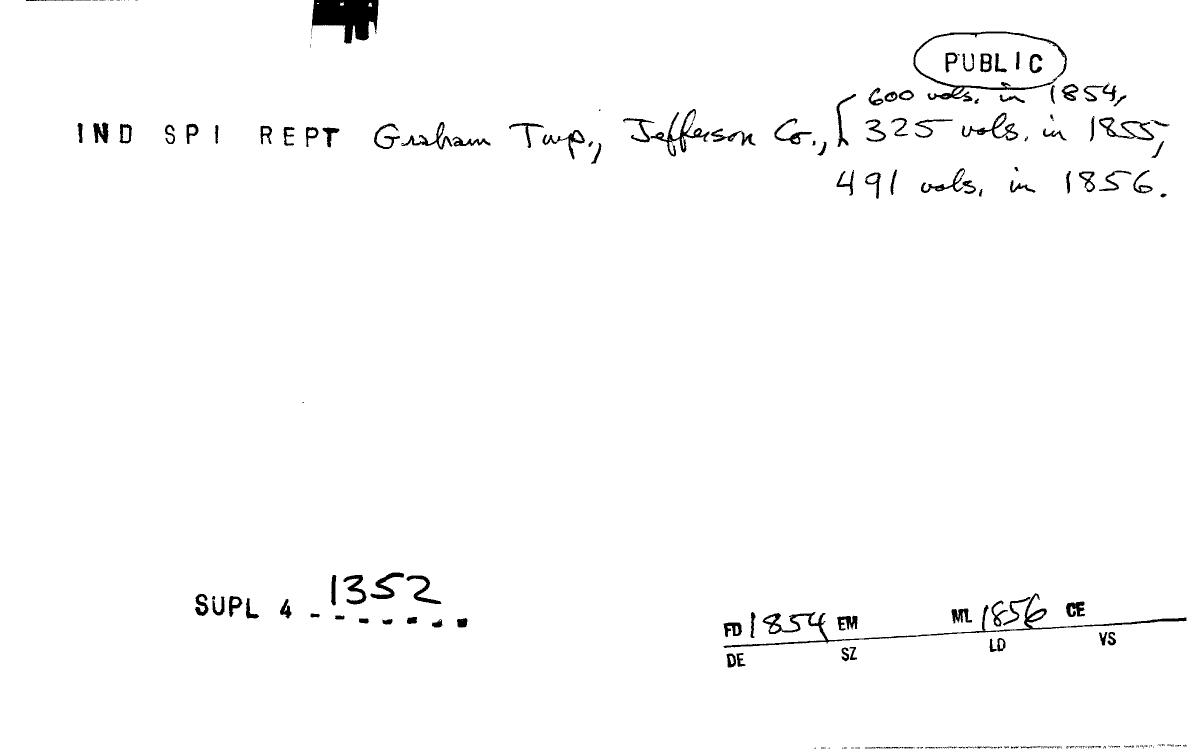 PUBLIC
600 vols. in 1854,
IND SPI REPT Graham Twp., Jefferson Co., 325 vols. in 1855,
491 vols. in 1856.
SUPL 4 1352
FD 1854 EM ML 1856 CE
DE SZ LD VS